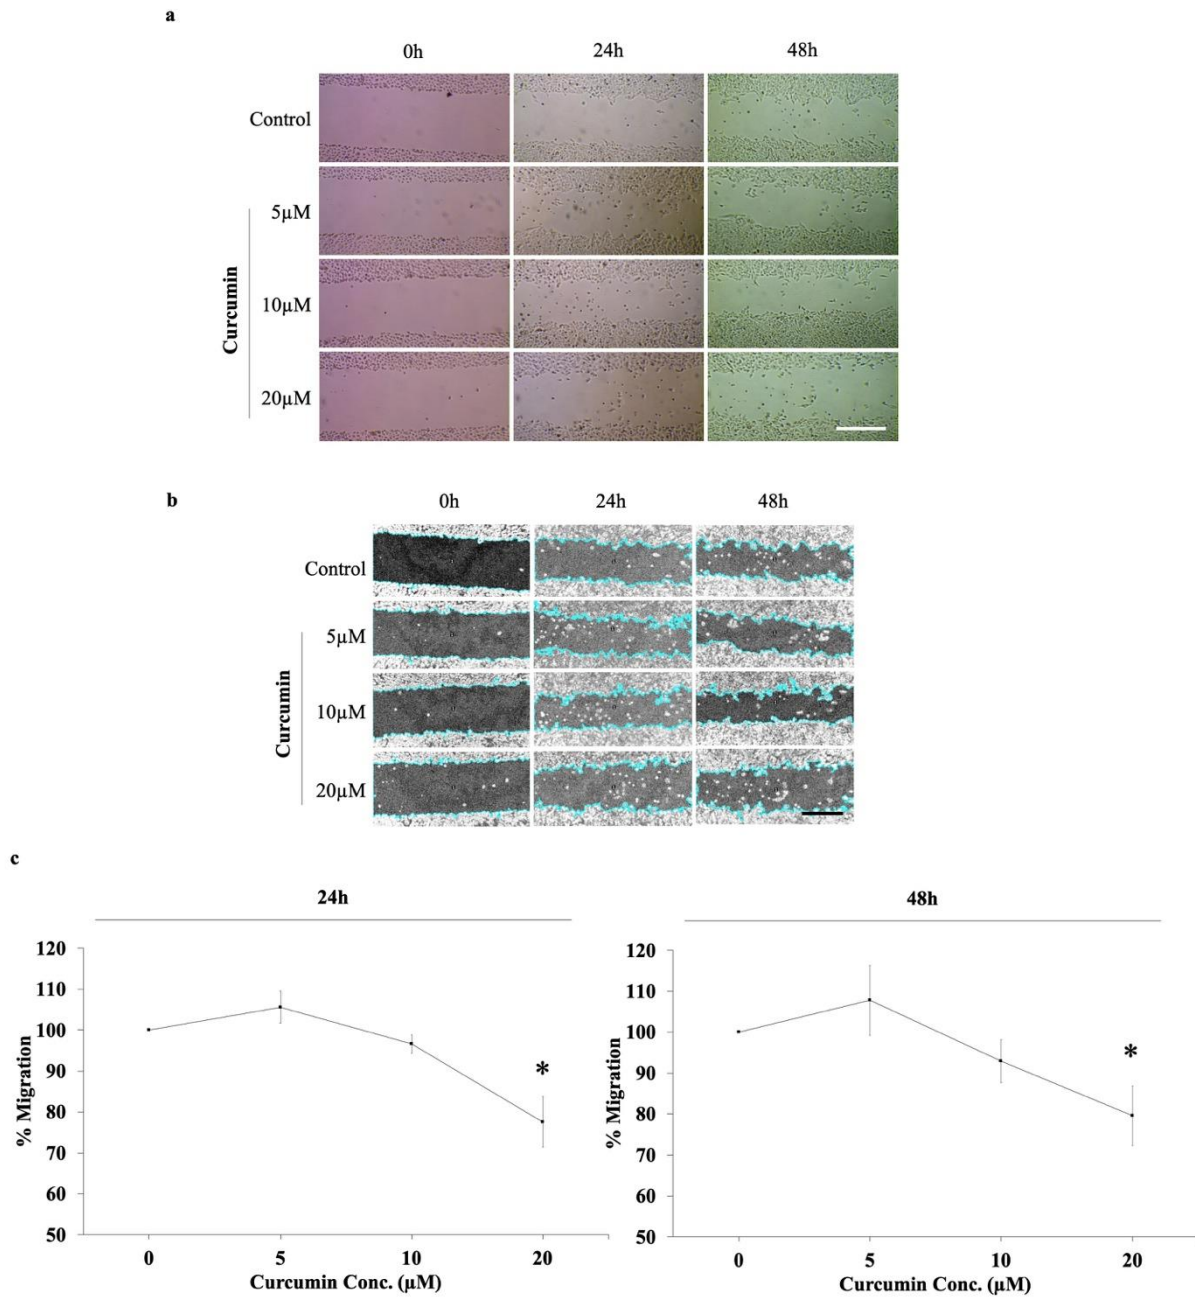 a
0h 24h 48h
Control
5µM
10µM
20µM
Curcumin
b
0h 24h 48h
Control
5µM
10µM
20µM
Curcumin
c
24h
120
110
100
90
80
70
60
50
% Migration
*
0 5 10 20
Curcumin Conc. (µM)
48h
120
110
100
90
80
70
60
50
% Migration
*
0 5 10 20
Curcumin Conc. (µM)